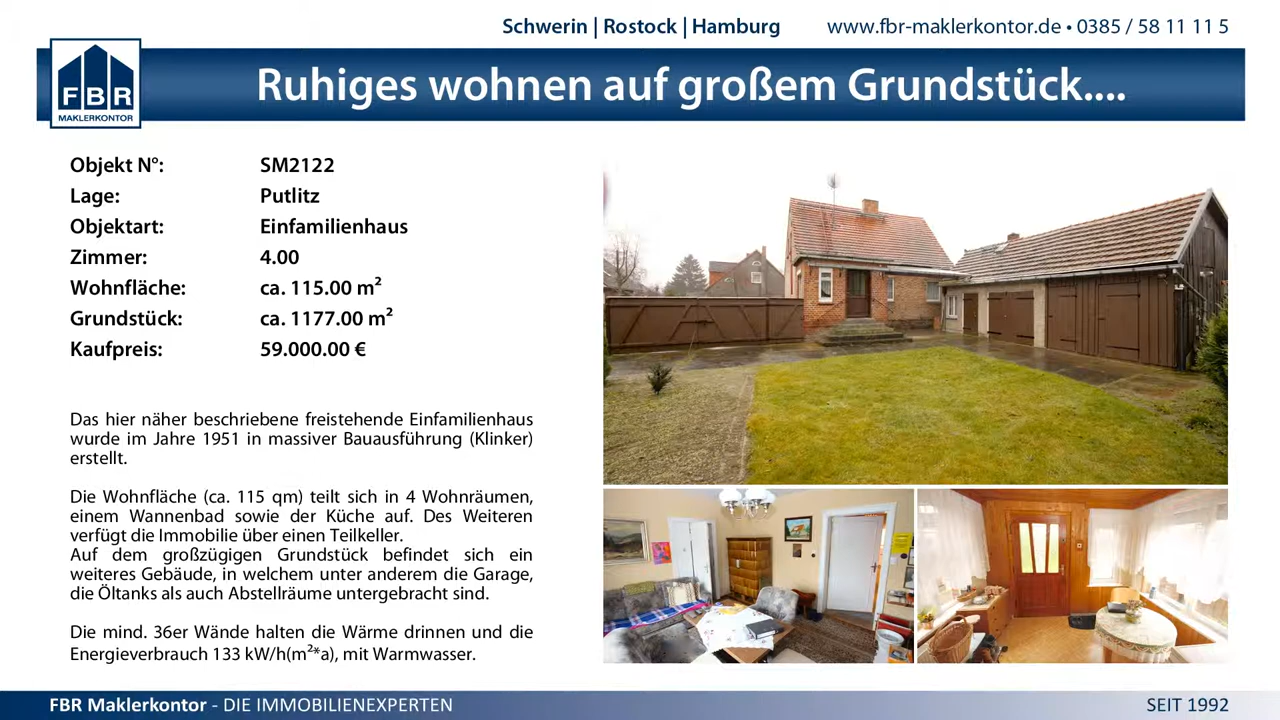 Schwerin | Rostock | Hamburg
www.fbr-maklerkontor.de • 0385 / 58 11 11 5
FBR
MAKLERKONTOR
Ruhiges wohnen auf großem Grundstück....
Objekt N°: SM2122
Lage: Putlitz
Objektart: Einfamilienhaus
Zimmer: 4.00
Wohnfläche: ca. 115.00 m²
Grundstück: ca. 1177.00 m²
Kaufpreis: 59.000.00 €
Das hier näher beschriebene freistehende Einfamilienhaus
wurde im Jahre 1951 in massiver Bauausführung (Klinker)
erstellt.
Die Wohnfläche (ca. 115 qm) teilt sich in 4 Wohnräumen,
einem Wannenbad sowie der Küche auf. Des Weiteren
verfügt die Immobilie über einen Teilkeller.
Auf dem großzügigen Grundstück befindet sich ein
weiteres Gebäude, in welchem unter anderem die Garage,
die Öltanks als auch Abstellräume untergebracht sind.
Die mind. 36er Wände halten die Wärme drinnen und die
Energieverbrauch 133 kW/h(m²*a), mit Warmwasser.
FBR Maklerkontor - DIE IMMOBILIENEXPERTEN
SEIT 1992